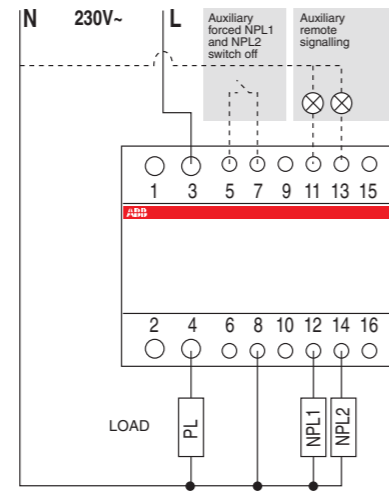 N 230V~ L
Auxiliary
forced NPL1
and NPL2
switch off
Auxiliary
remote
signalling
1 3 5 7 9 11 13 15
ABB
2 4 6 8 10 12 14 16
LOAD PL NPL1 NPL2